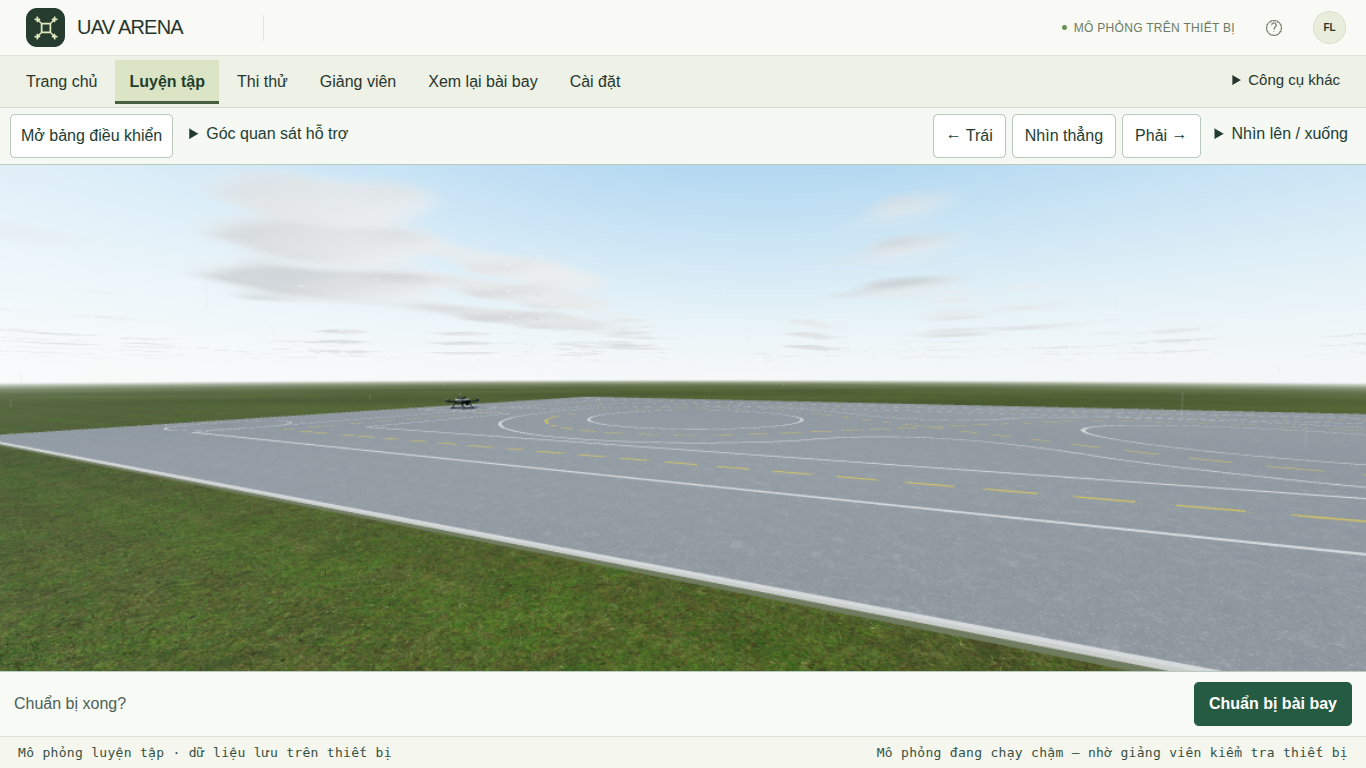 UAV ARENA
MÔ PHỎNG TRÊN THIẾT BỊ
FL
Trang chủ
Luyện tập
Thi thử
Giảng viên
Xem lại bài bay
Cài đặt
▶ Công cụ khác
Mở bảng điều khiển
▶ Góc quan sát hỗ trợ
← Trái
Nhìn thẳng
Phải →
▶ Nhìn lên / xuống
Chuẩn bị xong?
Chuẩn bị bài bay
Mô phỏng luyện tập · dữ liệu lưu trên thiết bị
Mô phỏng đang chạy chậm — nhờ giảng viên kiểm tra thiết bị